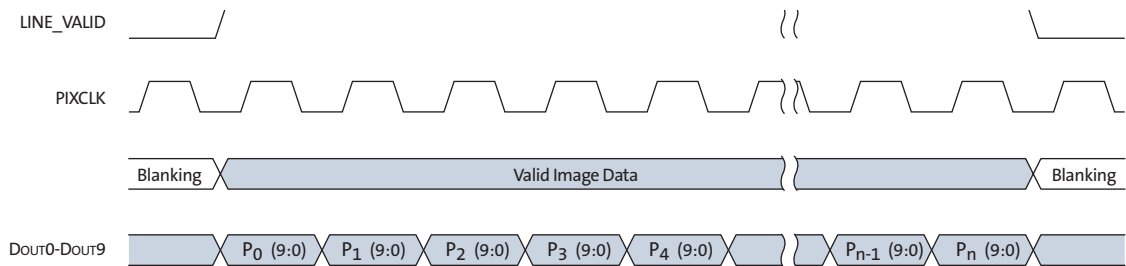 LINE_VALID
PIXCLK
Blanking Valid Image Data Blanking
DOUT0-DOUT9 P0 (9:0) P1 (9:0) P2 (9:0) P3 (9:0) P4 (9:0) Pn-1 (9:0) Pn (9:0)